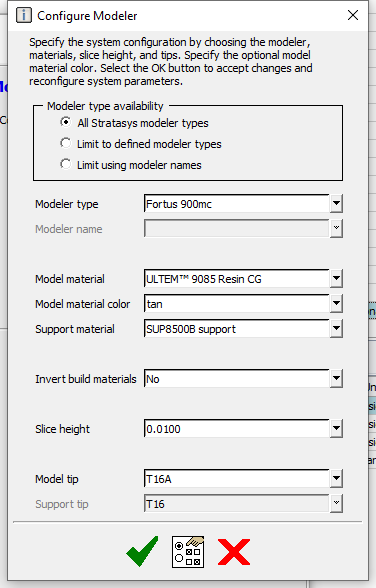 Configure Modeler
Specify the system configuration by choosing the modeler,
materials, slice height, and tips. Specify the optional model
material color. Select the OK button to accept changes and
reconfigure system parameters.
Modeler type availability
All Stratasys modeler types
Limit to defined modeler types
Limit using modeler names
Modeler type Fortus 900mc
Modeler name
Model material ULTEM™ 9085 Resin CG
Model material color tan
Support material SUP8500B support
Invert build materials No
Slice height 0.0100
Model tip T16A
Support tip T16